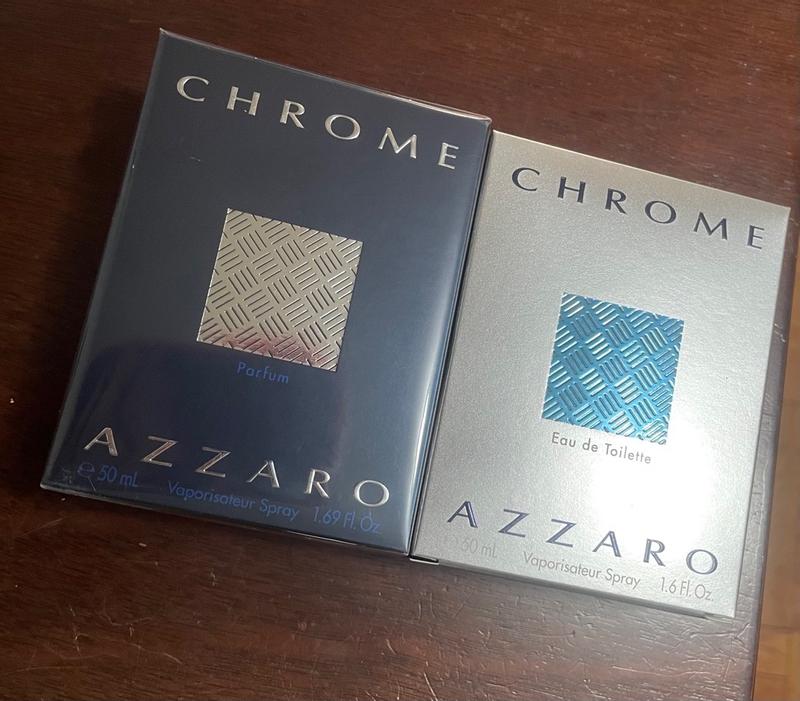 CHROME
Parfum
AZZARO
℮ 50 mL Vaporisateur Spray 1.69 Fl. Oz.
CHROME
Eau de Toilette
AZZARO
℮ 50 mL Vaporisateur Spray 1.6 Fl. Oz.